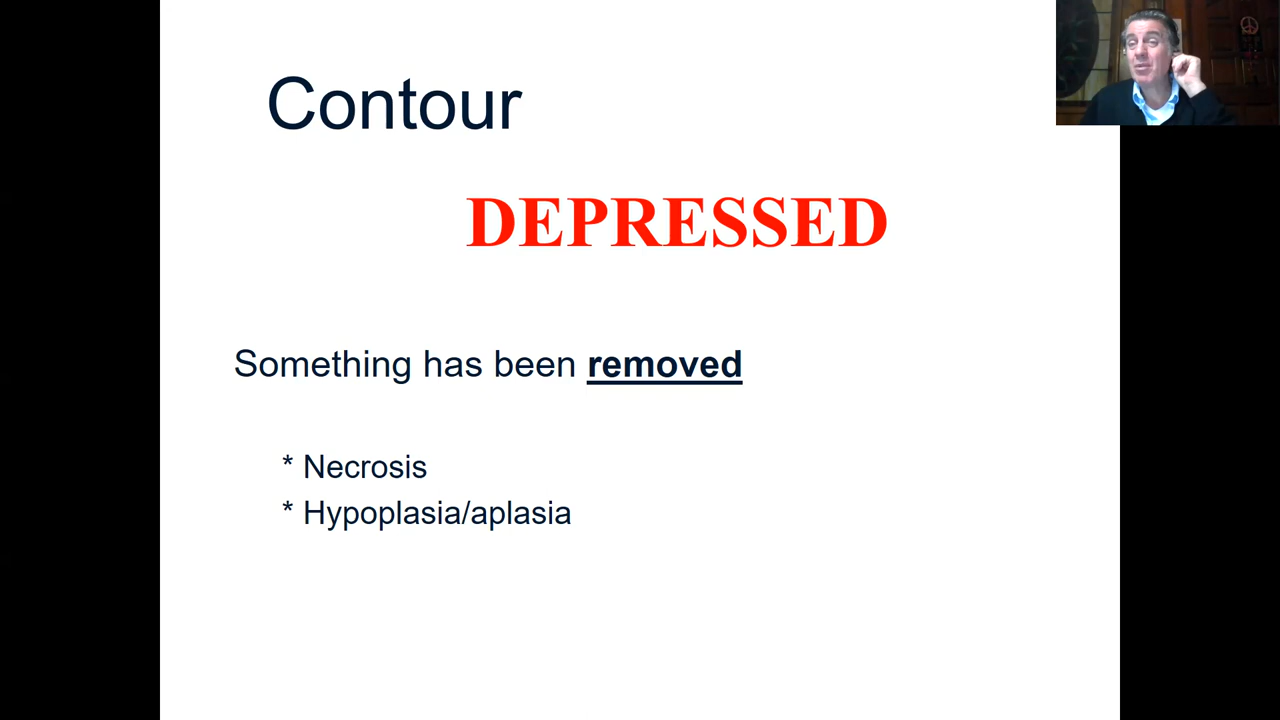 Contour
DEPRESSED
Something has been removed
* Necrosis
* Hypoplasia/aplasia